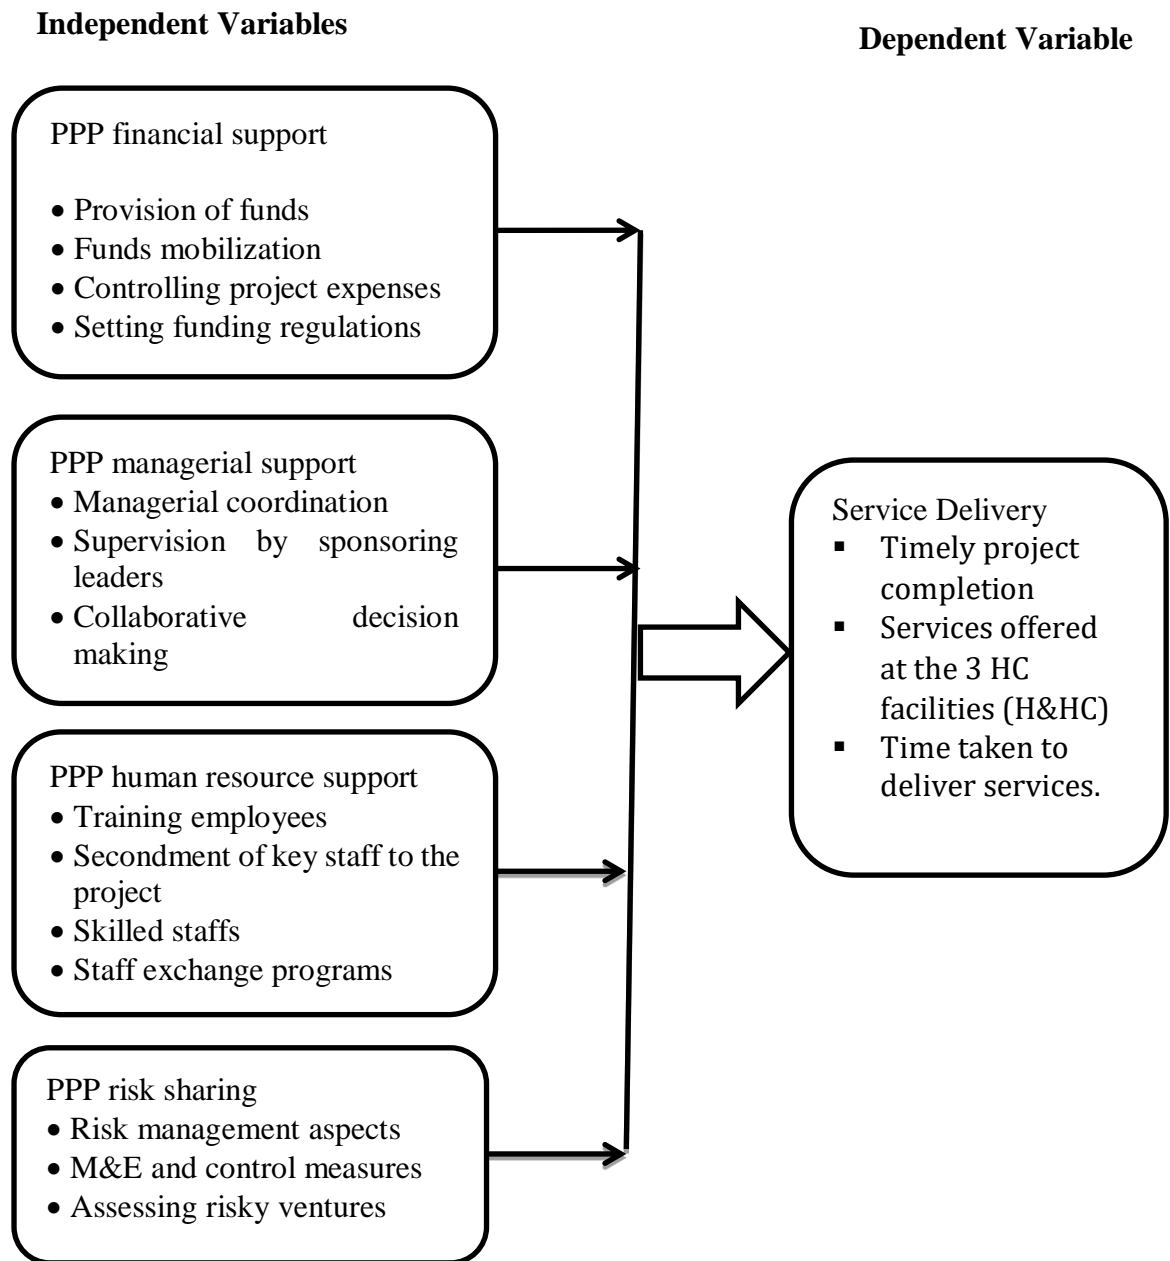 Independent Variables
Dependent Variable
PPP financial support
• Provision of funds
• Funds mobilization
• Controlling project expenses
• Setting funding regulations
PPP managerial support
• Managerial coordination
• Supervision by sponsoring
leaders
• Collaborative decision
making
PPP human resource support
• Training employees
• Secondment of key staff to the
project
• Skilled staffs
• Staff exchange programs
PPP risk sharing
• Risk management aspects
• M&E and control measures
• Assessing risky ventures
Service Delivery
▪ Timely project
completion
▪ Services offered
at the 3 HC
facilities (H&HC)
▪ Time taken to
deliver services.